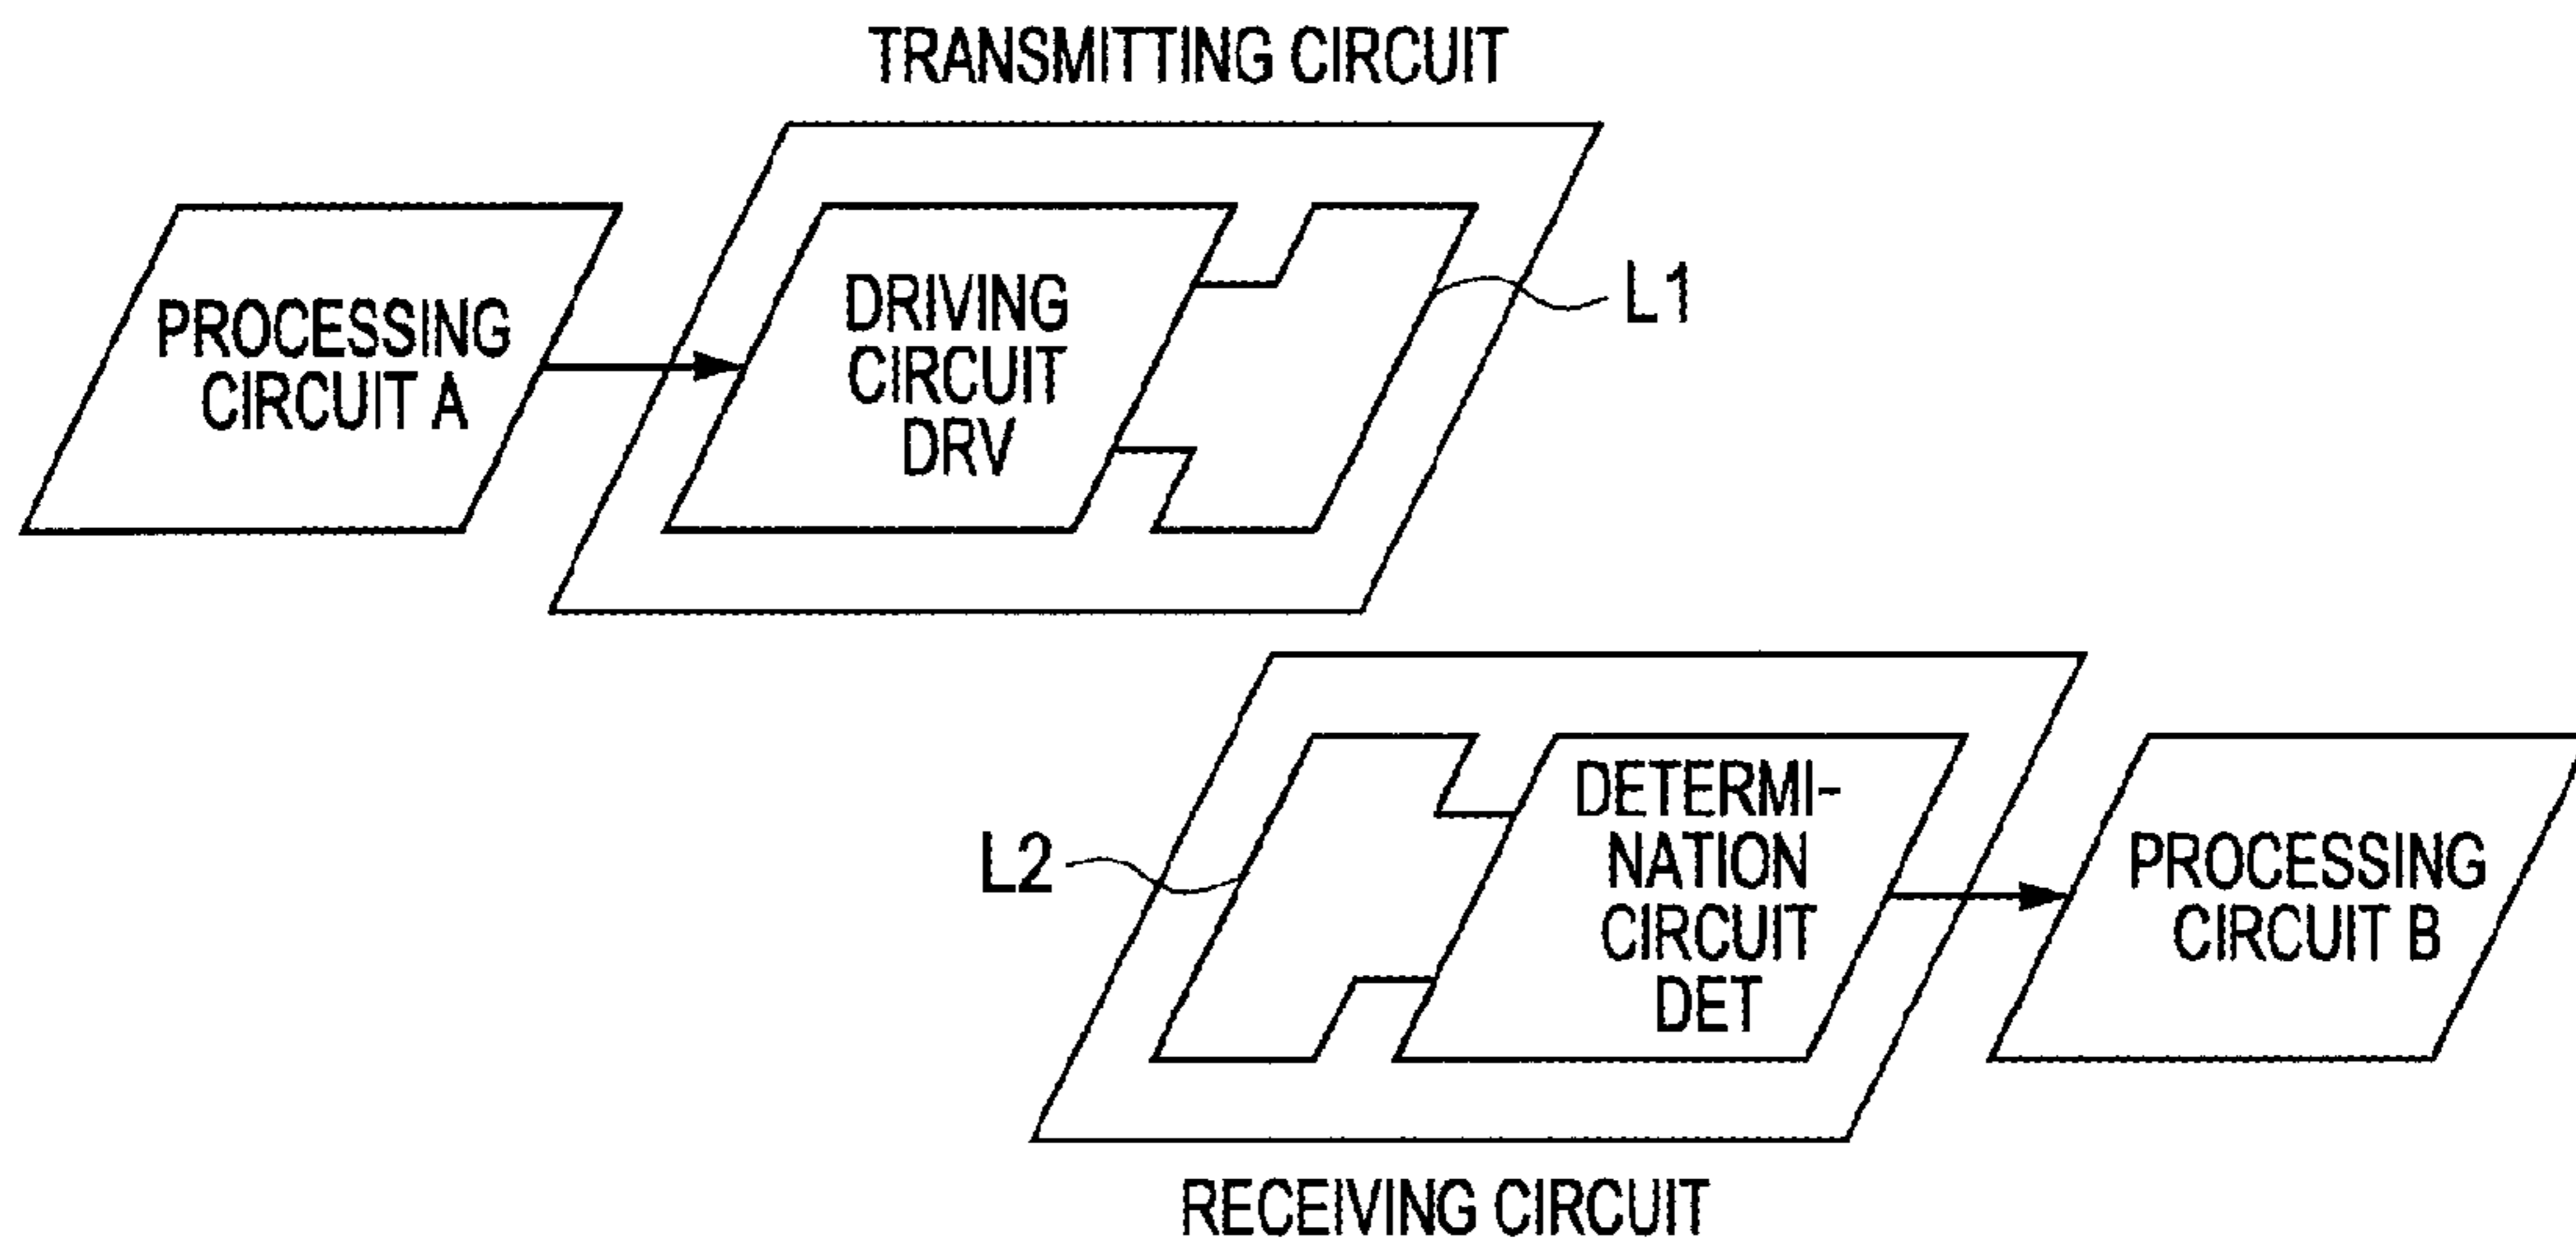 TRANSMITTING CIRCUIT
PROCESSING
CIRCUIT A
DRIVING
CIRCUIT
DRV
L1
L2
DETERMI-
NATION
CIRCUIT
DET
PROCESSING
CIRCUIT B
RECEIVING CIRCUIT